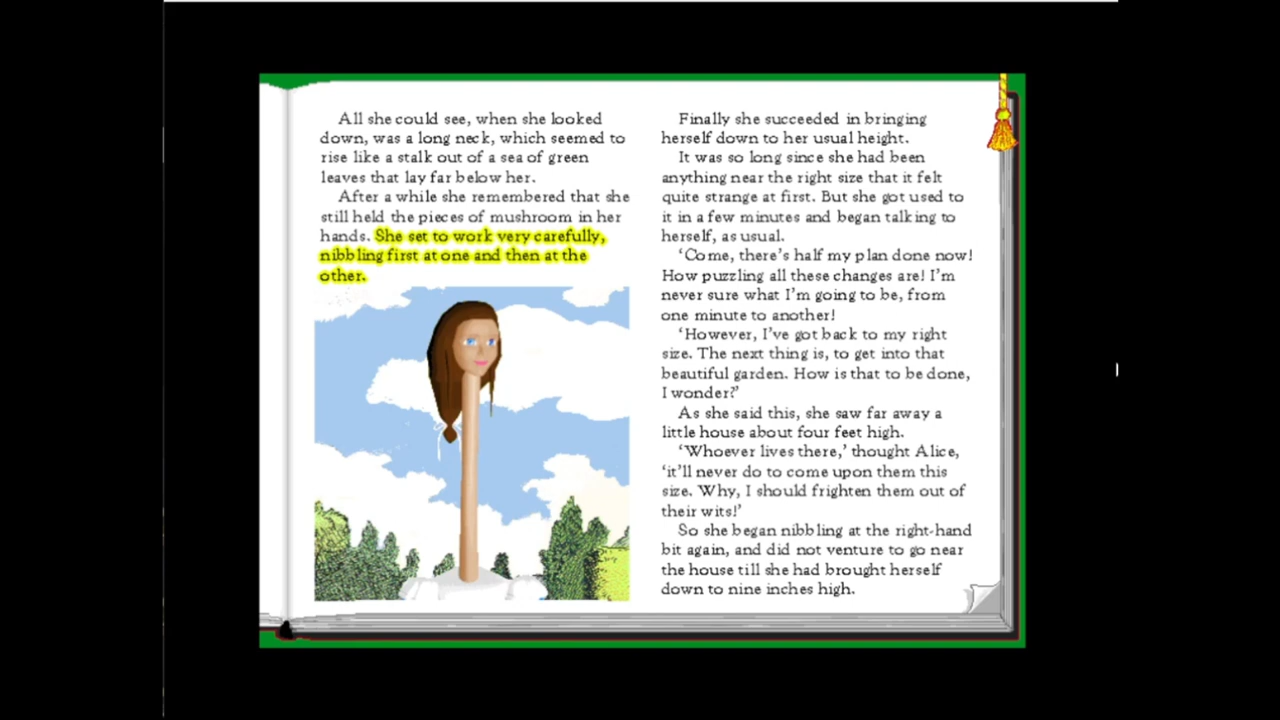 All she could see, when she looked
down, was a long neck, which seemed to
rise like a stalk out of a sea of green
leaves that lay far below her.
After a while she remembered that she
still held the pieces of mushroom in her
hands. She set to work very carefully,
nibbling first at one and then at the
other.
Finally she succeeded in bringing
herself down to her usual height.
It was so long since she had been
anything near the right size that it felt
quite strange at first. But she got used to
it in a few minutes and began talking to
herself, as usual.
‘Come, there’s half my plan done now!
How puzzling all these changes are! I’m
never sure what I’m going to be, from
one minute to another!
‘However, I’ve got back to my right
size. The next thing is, to get into that
beautiful garden. How is that to be done,
I wonder?’
As she said this, she saw far away a
little house about four feet high.
‘Whoever lives there,’ thought Alice,
‘it’ll never do to come upon them this
size. Why, I should frighten them out of
their wits!’
So she began nibbling at the right-hand
bit again, and did not venture to go near
the house till she had brought herself
down to nine inches high.